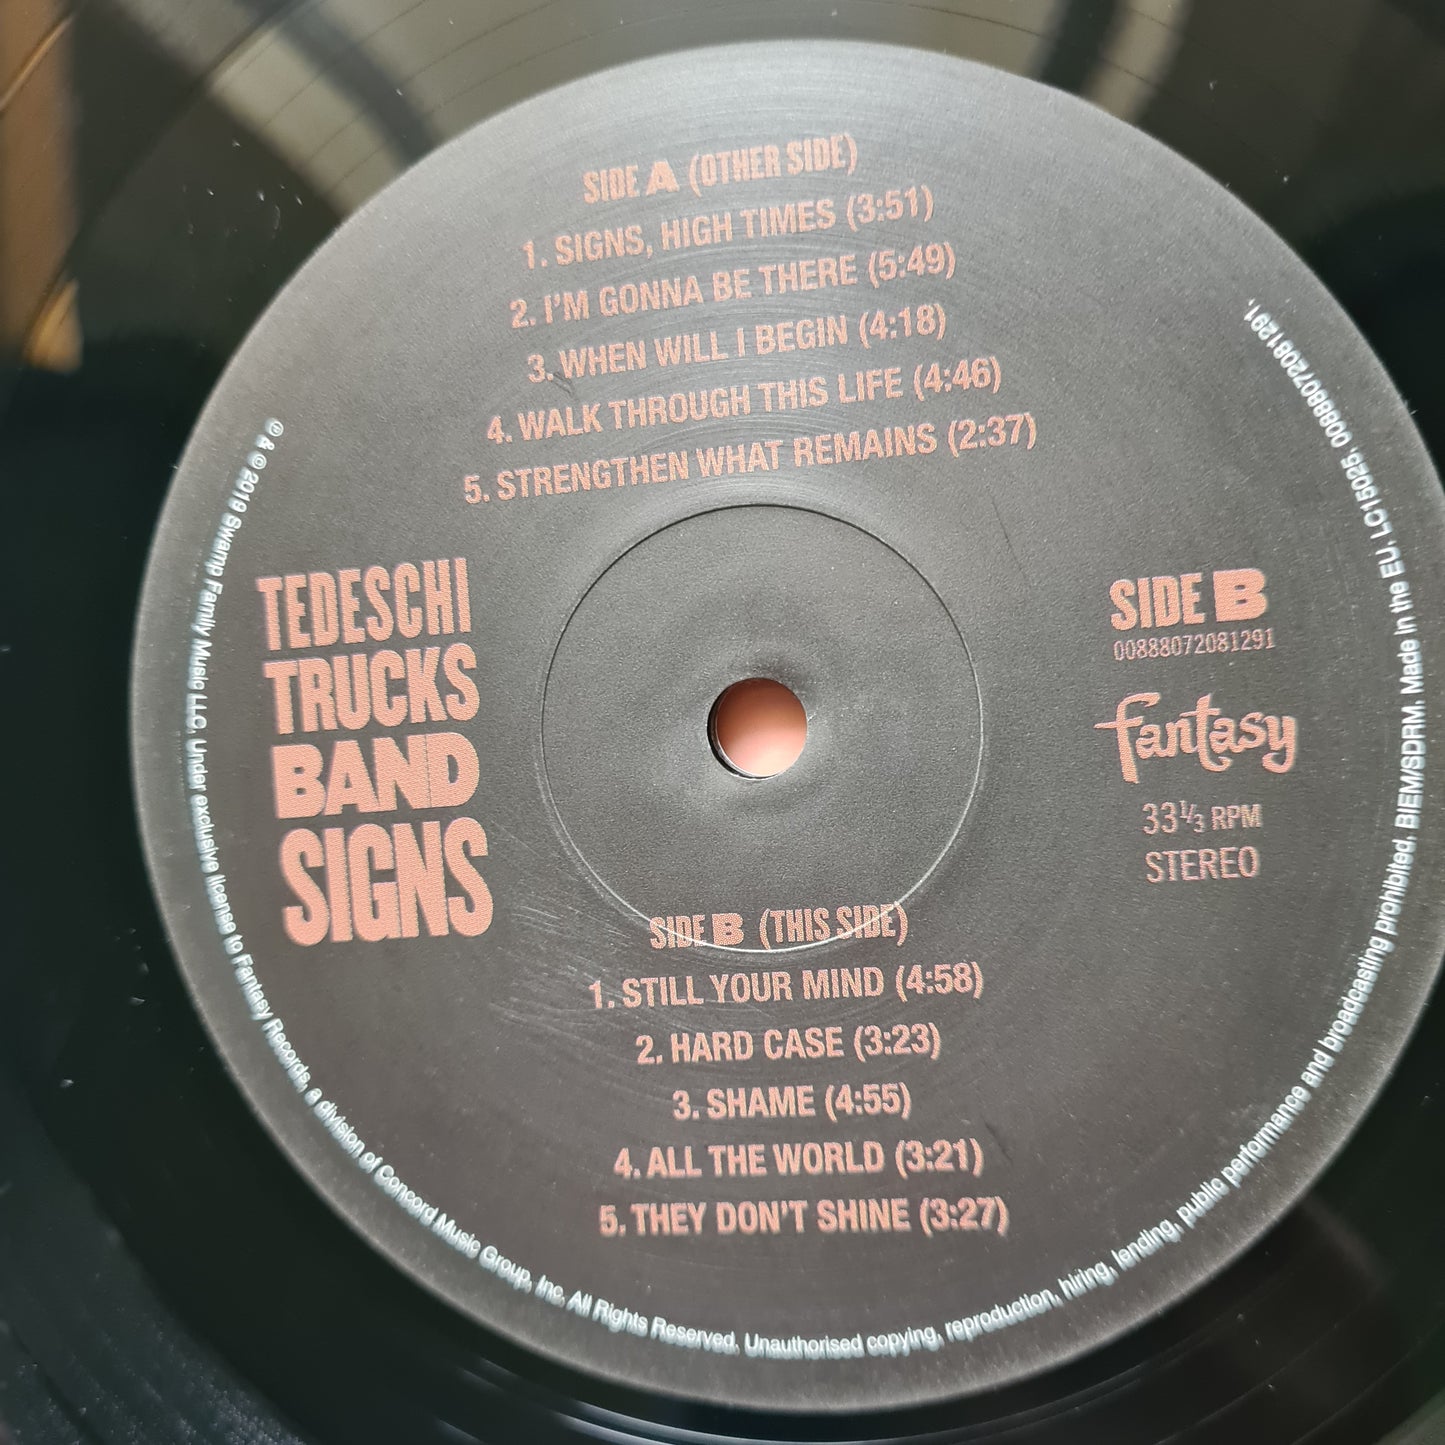 SIDE A (OTHER SIDE)
1. SIGNS, HIGH TIMES (3:51)
2. I'M GONNA BE THERE (5:49)
3. WHEN WILL I BEGIN (4:18)
4. WALK THROUGH THIS LIFE (4:46)
5. STRENGTHEN WHAT REMAINS (2:37)
TEDESCHI
TRUCKS
BAND
SIGNS
SIDE B
00888072081291
fantasy
33⅓ RPM
STEREO
SIDE B (THIS SIDE)
1. STILL YOUR MIND (4:58)
2. HARD CASE (3:23)
3. SHAME (4:55)
4. ALL THE WORLD (3:21)
5. THEY DON'T SHINE (3:27)
℗ & © 2019 Swamp Family Music LLC. Under exclusive license to Fantasy Records, a division of Concord Music Group, Inc. All Rights Reserved. Unauthorised copying, reproduction, hiring, lending, public performance and broadcasting prohibited. BIEM/SDRM. Made in the EU. LC15025. 00888072081291.